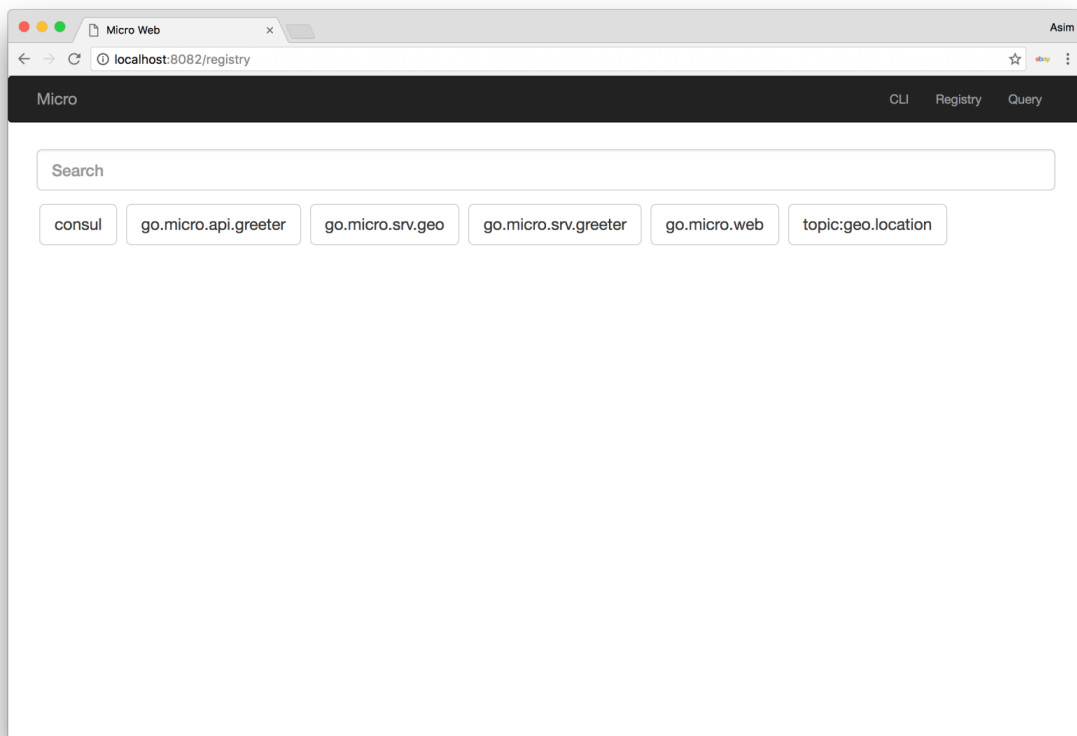 Micro Web
Asim
localhost:8082/registry
ebay
Micro CLI Registry Query
Search
consul go.micro.api.greeter go.micro.srv.geo go.micro.srv.greeter go.micro.web topic:geo.location